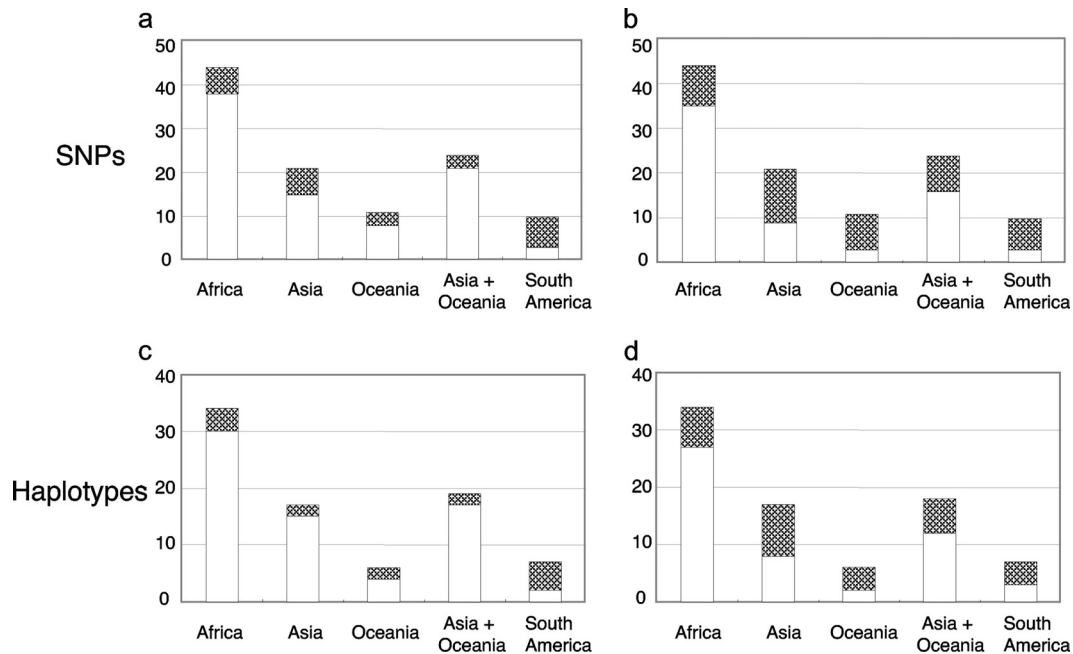 a
50
40
30
20
10
0
Africa
Asia
Oceania
Asia +
Oceania
South
America
b
50
40
30
20
10
0
Africa
Asia
Oceania
Asia +
Oceania
South
America
SNPs
c
40
30
20
10
0
Africa
Asia
Oceania
Asia +
Oceania
South
America
d
40
30
20
10
0
Africa
Asia
Oceania
Asia +
Oceania
South
America
Haplotypes